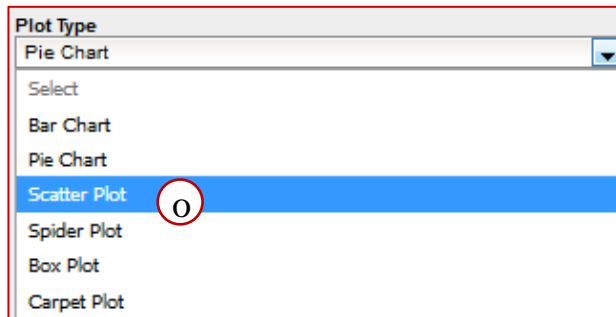 Plot Type
Pie Chart
Select
Bar Chart
Pie Chart
Scatter Plot
o
Spider Plot
Box Plot
Carpet Plot